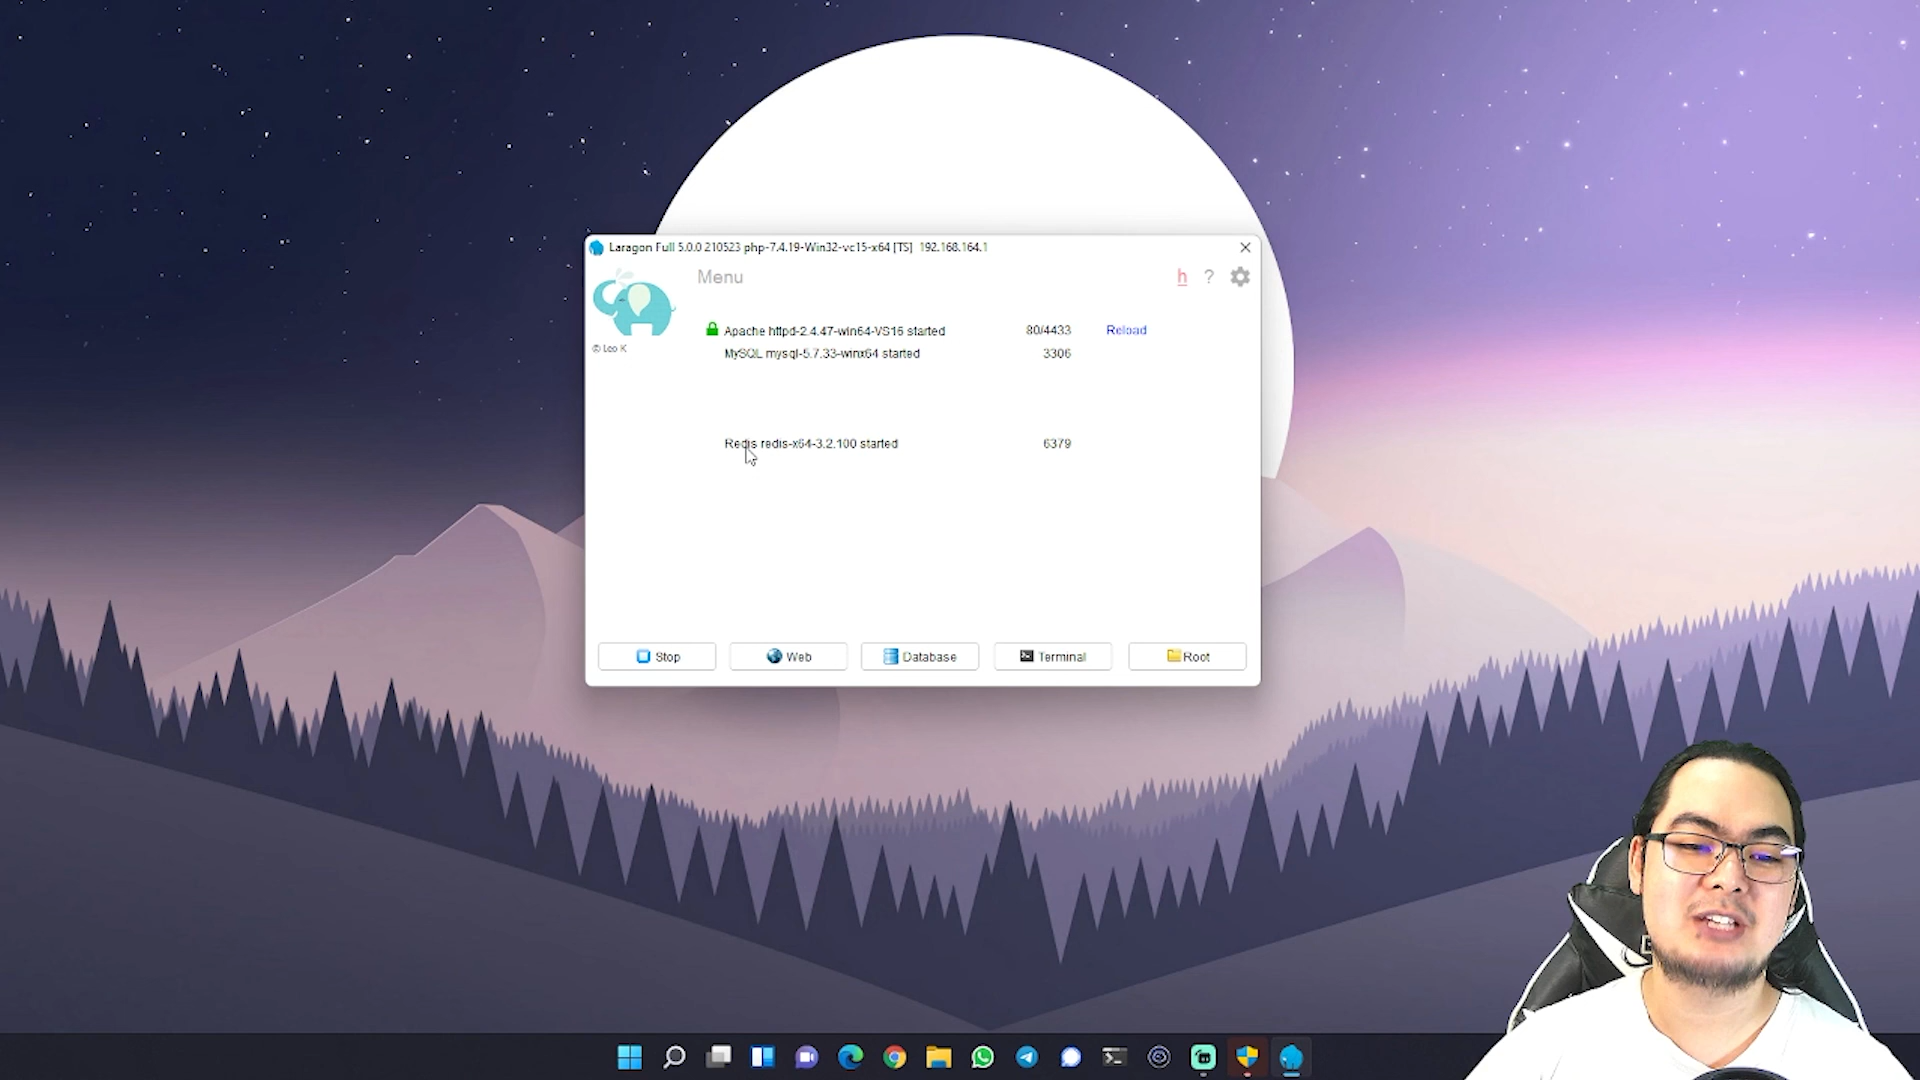 Laragon Full 5.0.0 210523 php-7.4.19-Win32-vc15-x64 [TS] 192.168.164.1
Menu
h ?
Apache httpd-2.4.47-win64-VS16 started 80/4433 Reload
© Leo K
MySQL mysql-5.7.33-winx64 started 3306
Redis redis-x64-3.2.100 started 6379
Stop Web Database Terminal Root